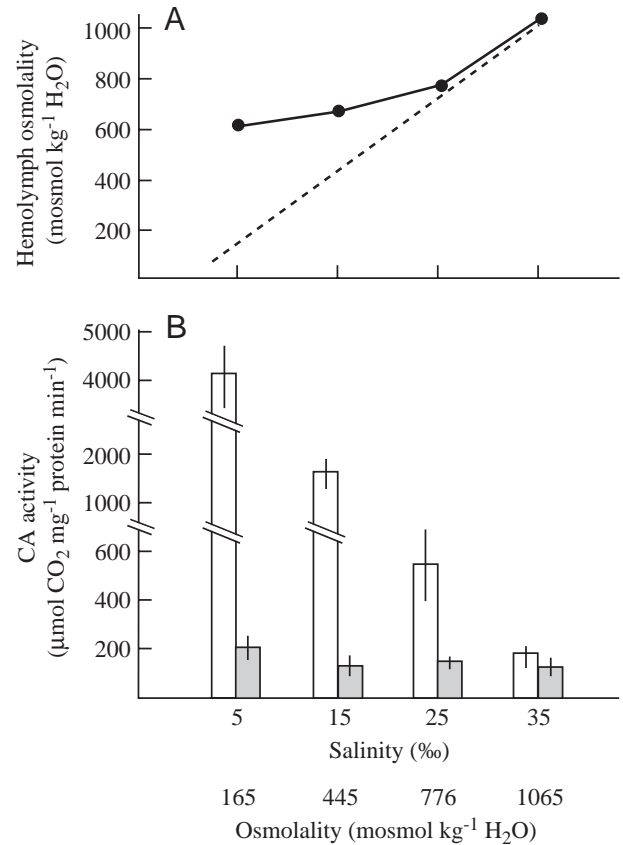 A
Hemolymph osmolality
(mosmol kg⁻¹ H₂O)
1000
800
600
400
200
B
CA activity
(μmol CO₂ mg⁻¹ protein min⁻¹)
5000
4000
2000
1000
600
400
200
5 15 25 35
Salinity (‰)
165 445 776 1065
Osmolality (mosmol kg⁻¹ H₂O)